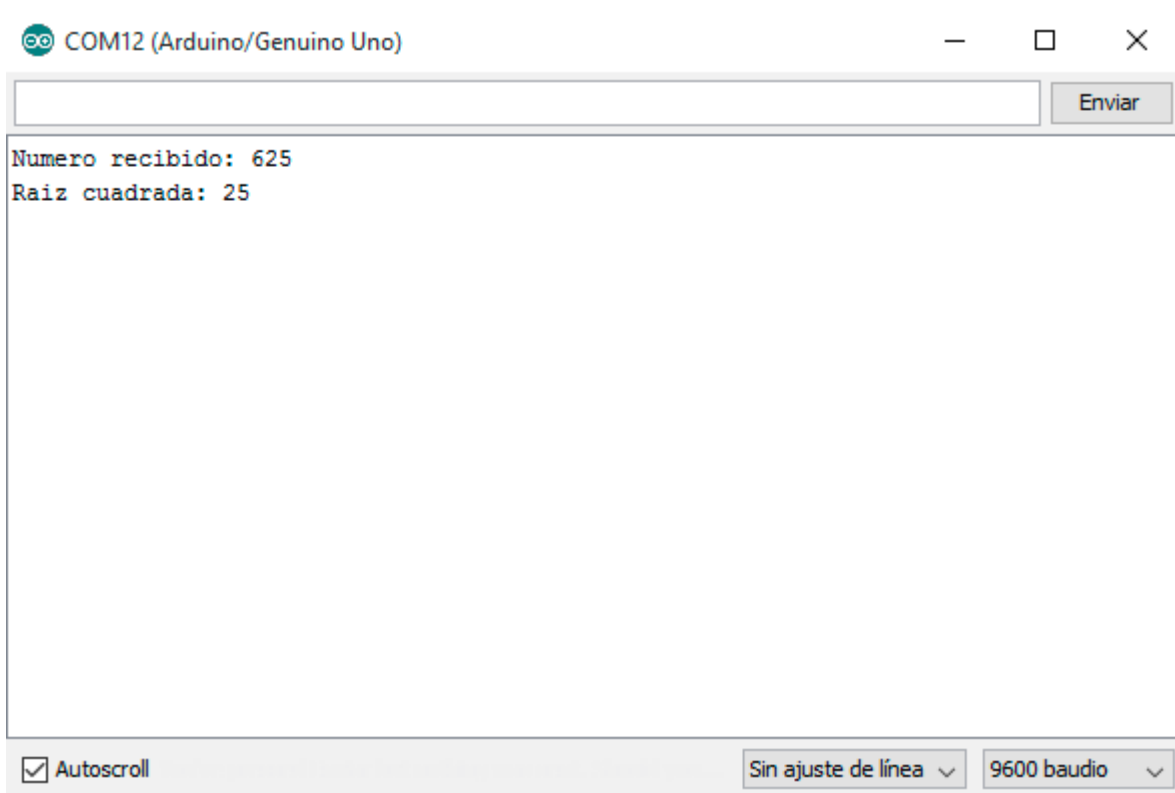 COM12 (Arduino/Genuino Uno)
Enviar
Numero recibido: 625
Raiz cuadrada: 25
Autoscroll
Sin ajuste de línea
9600 baudio